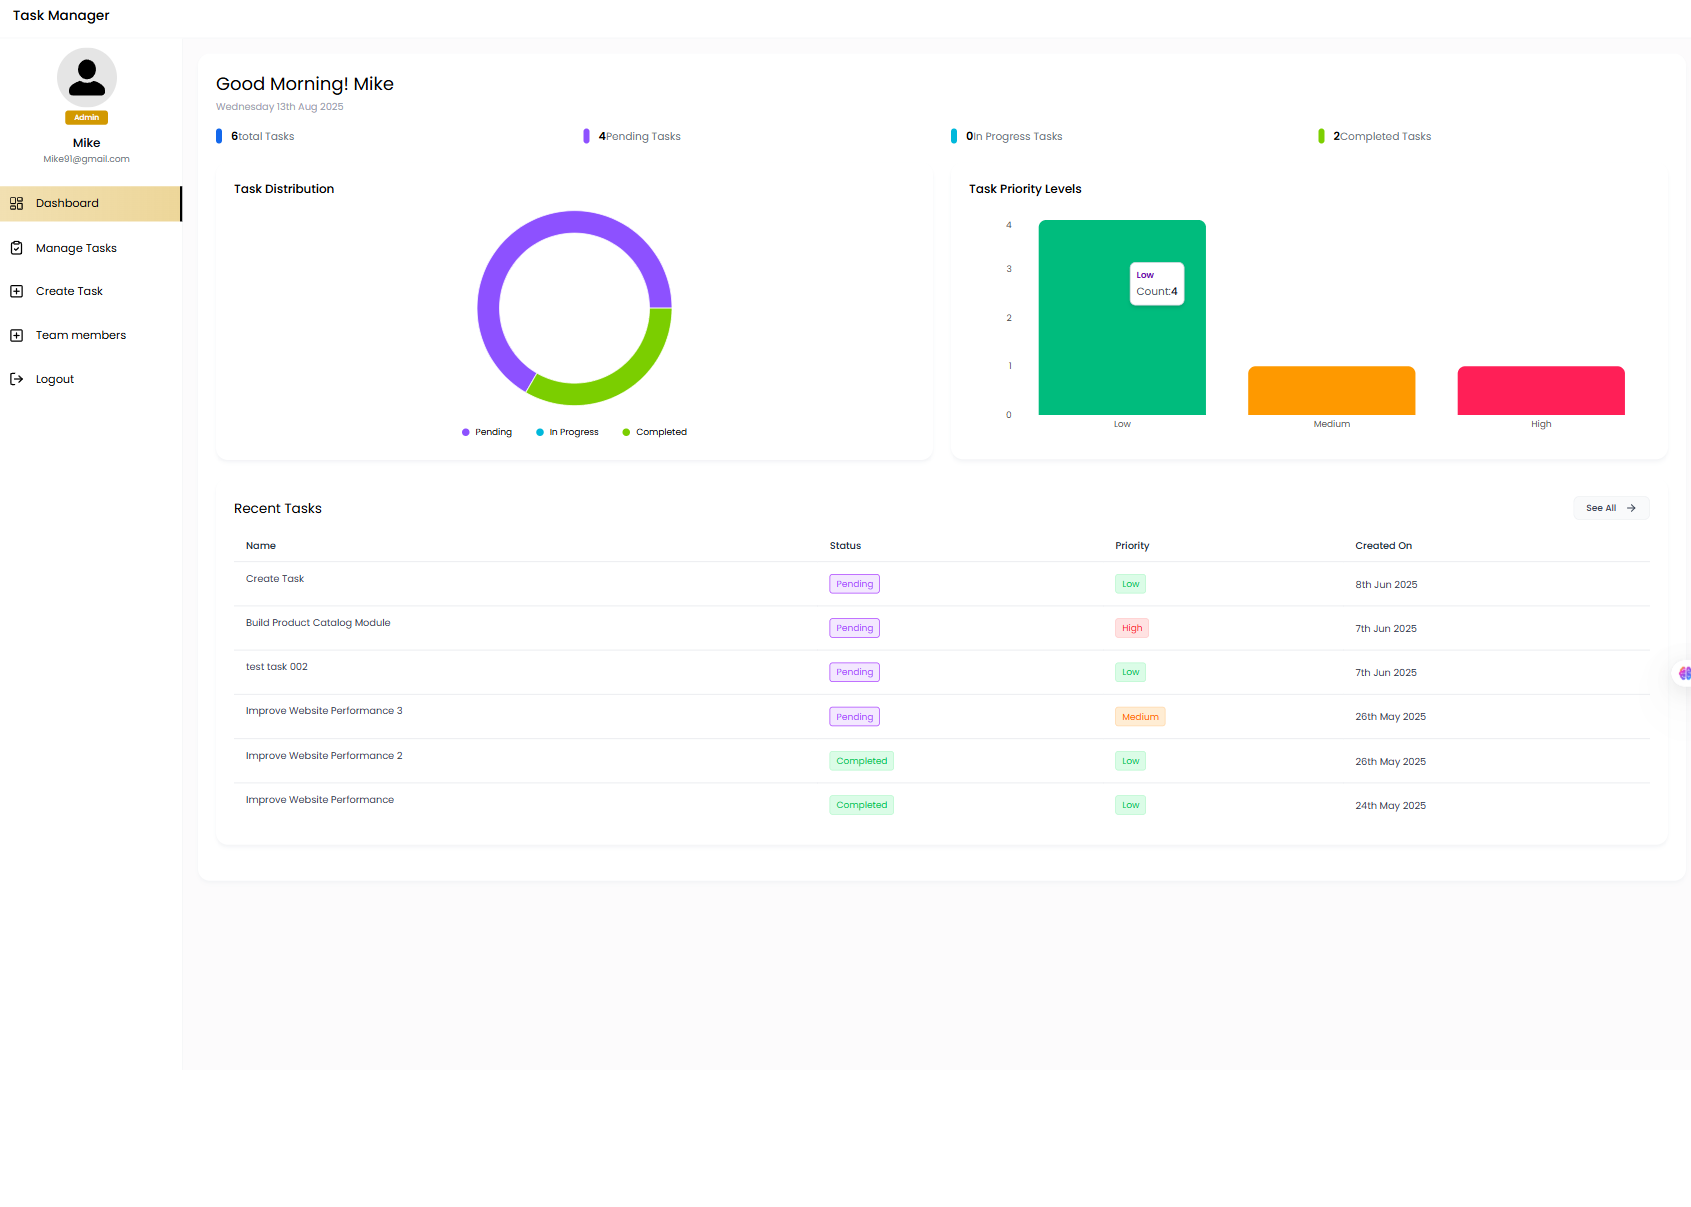 Task Manager
Admin
Mike
Mike91@gmail.com
Dashboard
Manage Tasks
Create Task
Team members
Logout
Good Morning! Mike
Wednesday 13th Aug 2025
6total Tasks
4Pending Tasks
0In Progress Tasks
2Completed Tasks
Task Distribution
Pending
In Progress
Completed
Task Priority Levels
4
3
2
1
0
Low
Count:4
Low
Medium
High
Recent Tasks
See All
Name Status Priority Created On
Create Task Pending Low 8th Jun 2025
Build Product Catalog Module Pending High 7th Jun 2025
test task 002 Pending Low 7th Jun 2025
Improve Website Performance 3 Pending Medium 26th May 2025
Improve Website Performance 2 Completed Low 26th May 2025
Improve Website Performance Completed Low 24th May 2025